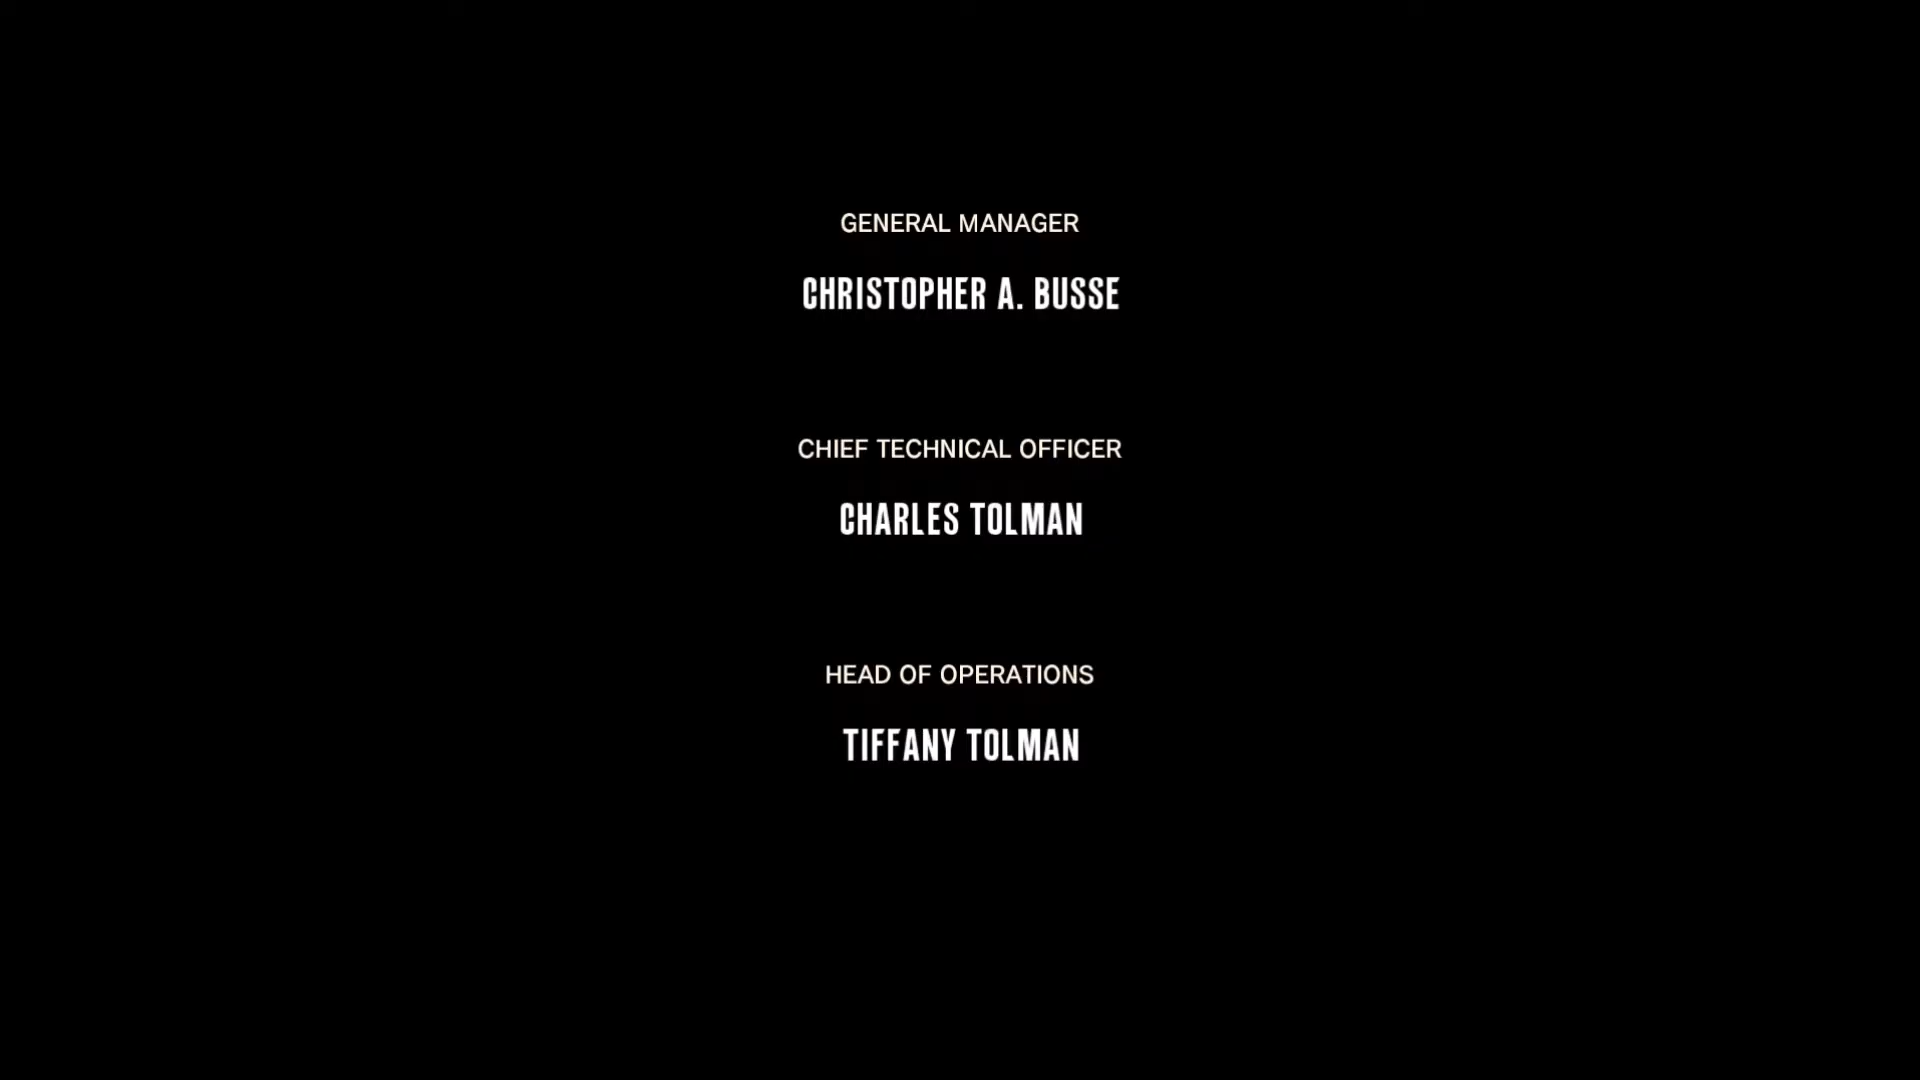 GENERAL MANAGER
CHRISTOPHER A. BUSSE
CHIEF TECHNICAL OFFICER
CHARLES TOLMAN
HEAD OF OPERATIONS
TIFFANY TOLMAN